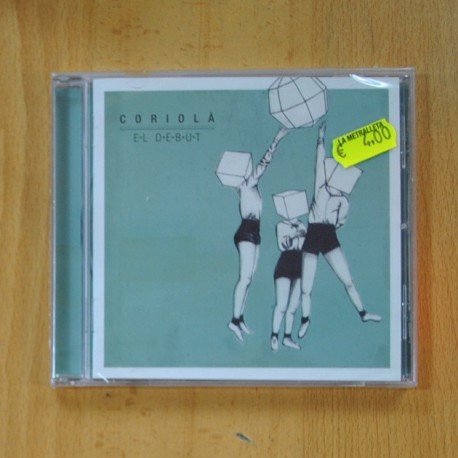 CORIOLÀ
E·L D·E·B·U·T
LA METRALLETA
€ 4,00